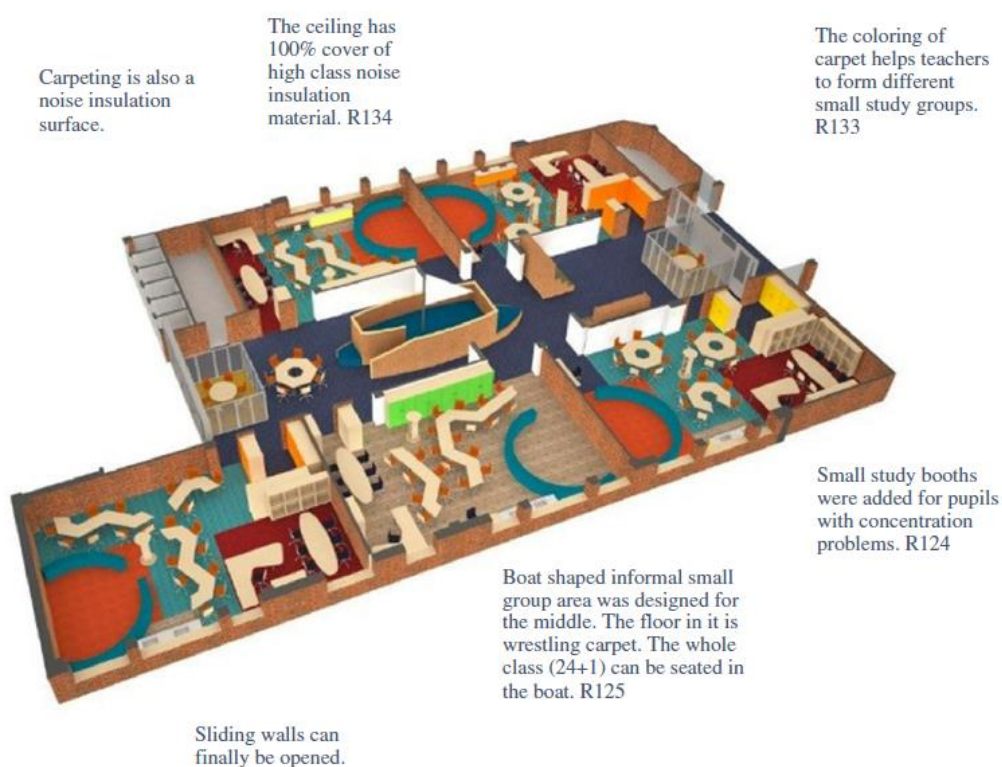 The ceiling has
100% cover of
high class noise
insulation
material. R134
The coloring of
carpet helps teachers
to form different
small study groups.
R133
Carpeting is also a
noise insulation
surface.
Small study booths
were added for pupils
with concentration
problems. R124
Boat shaped informal small
group area was designed for
the middle. The floor in it is
wrestling carpet. The whole
class (24+1) can be seated in
the boat. R125
Sliding walls can
finally be opened.